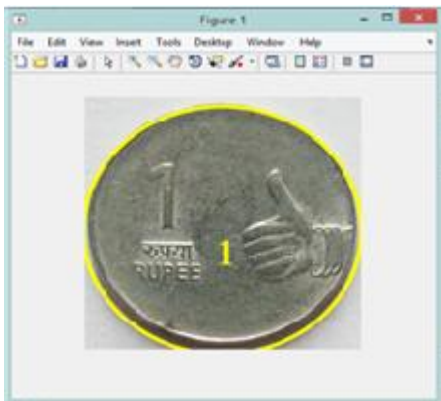 Figure 1
File Edit View Insert Tools Desktop Window Help
1
रुपया
RUPEE
1